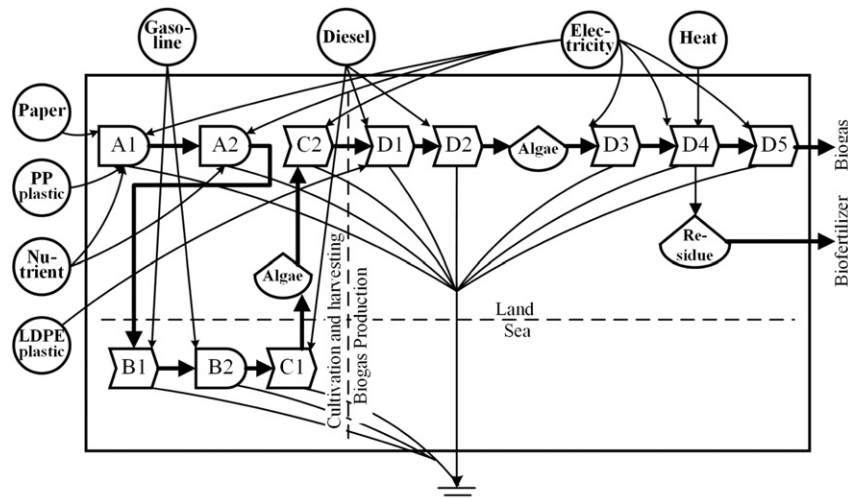 Gaso-
line
Diesel
Elec-
tricity
Heat
Paper
A1
A2
C2
D1
D2
Algae
D3
D4
D5
Biogas
PP
plastic
Nu-
trient
Algae
Re-
sidue
Biofertilizer
LDPE
plastic
Land
Sea
Cultivation and harvesting
Biogas Production
B1
B2
C1